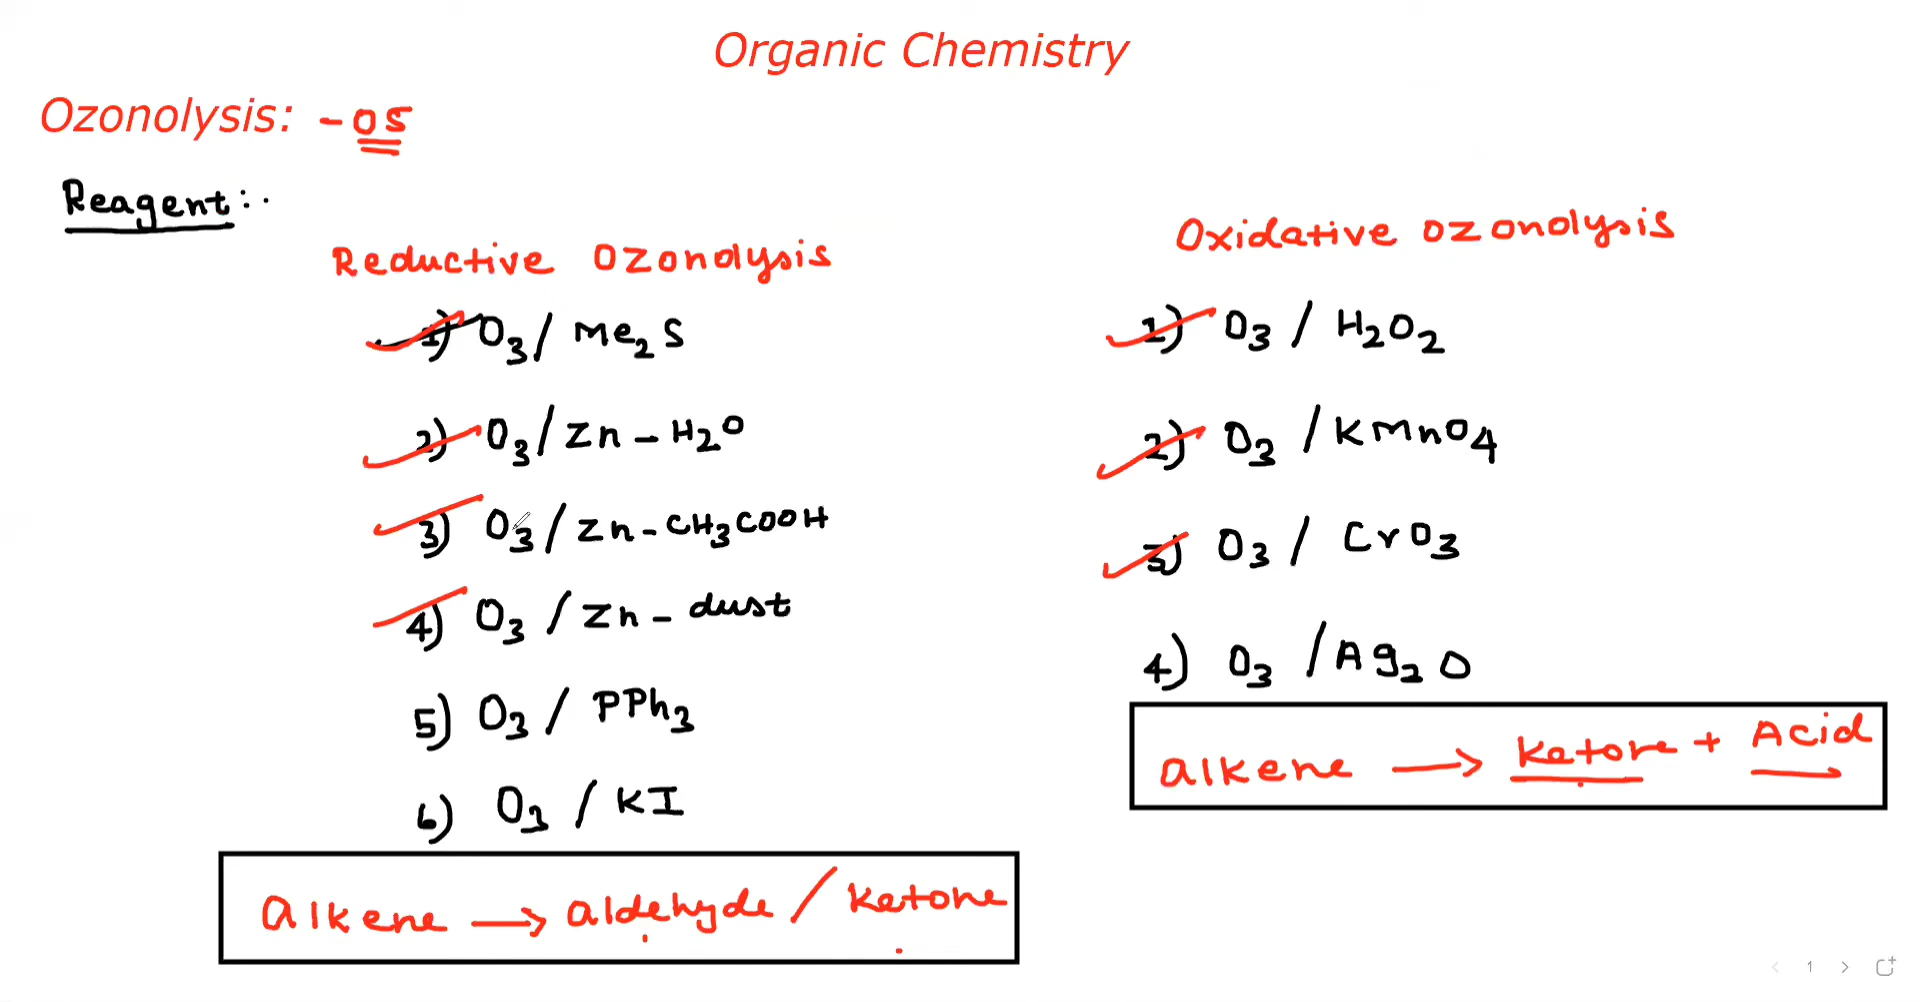 Organic Chemistry
Ozonolysis: - 05
Reagent:.
Reductive Ozonolysis
1) O3 / Me2S
2) O3 / Zn - H2O
3) O3 / Zn - CH3COOH
4) O3 / Zn - dust
5) O3 / PPh3
6) O3 / KI
alkene → aldehyde / ketone
Oxidative ozonolysis
1) O3 / H2O2
2) O3 / KMnO4
3) O3 / CrO3
4) O3 / Ag2O
alkene → ketone + Acid
1